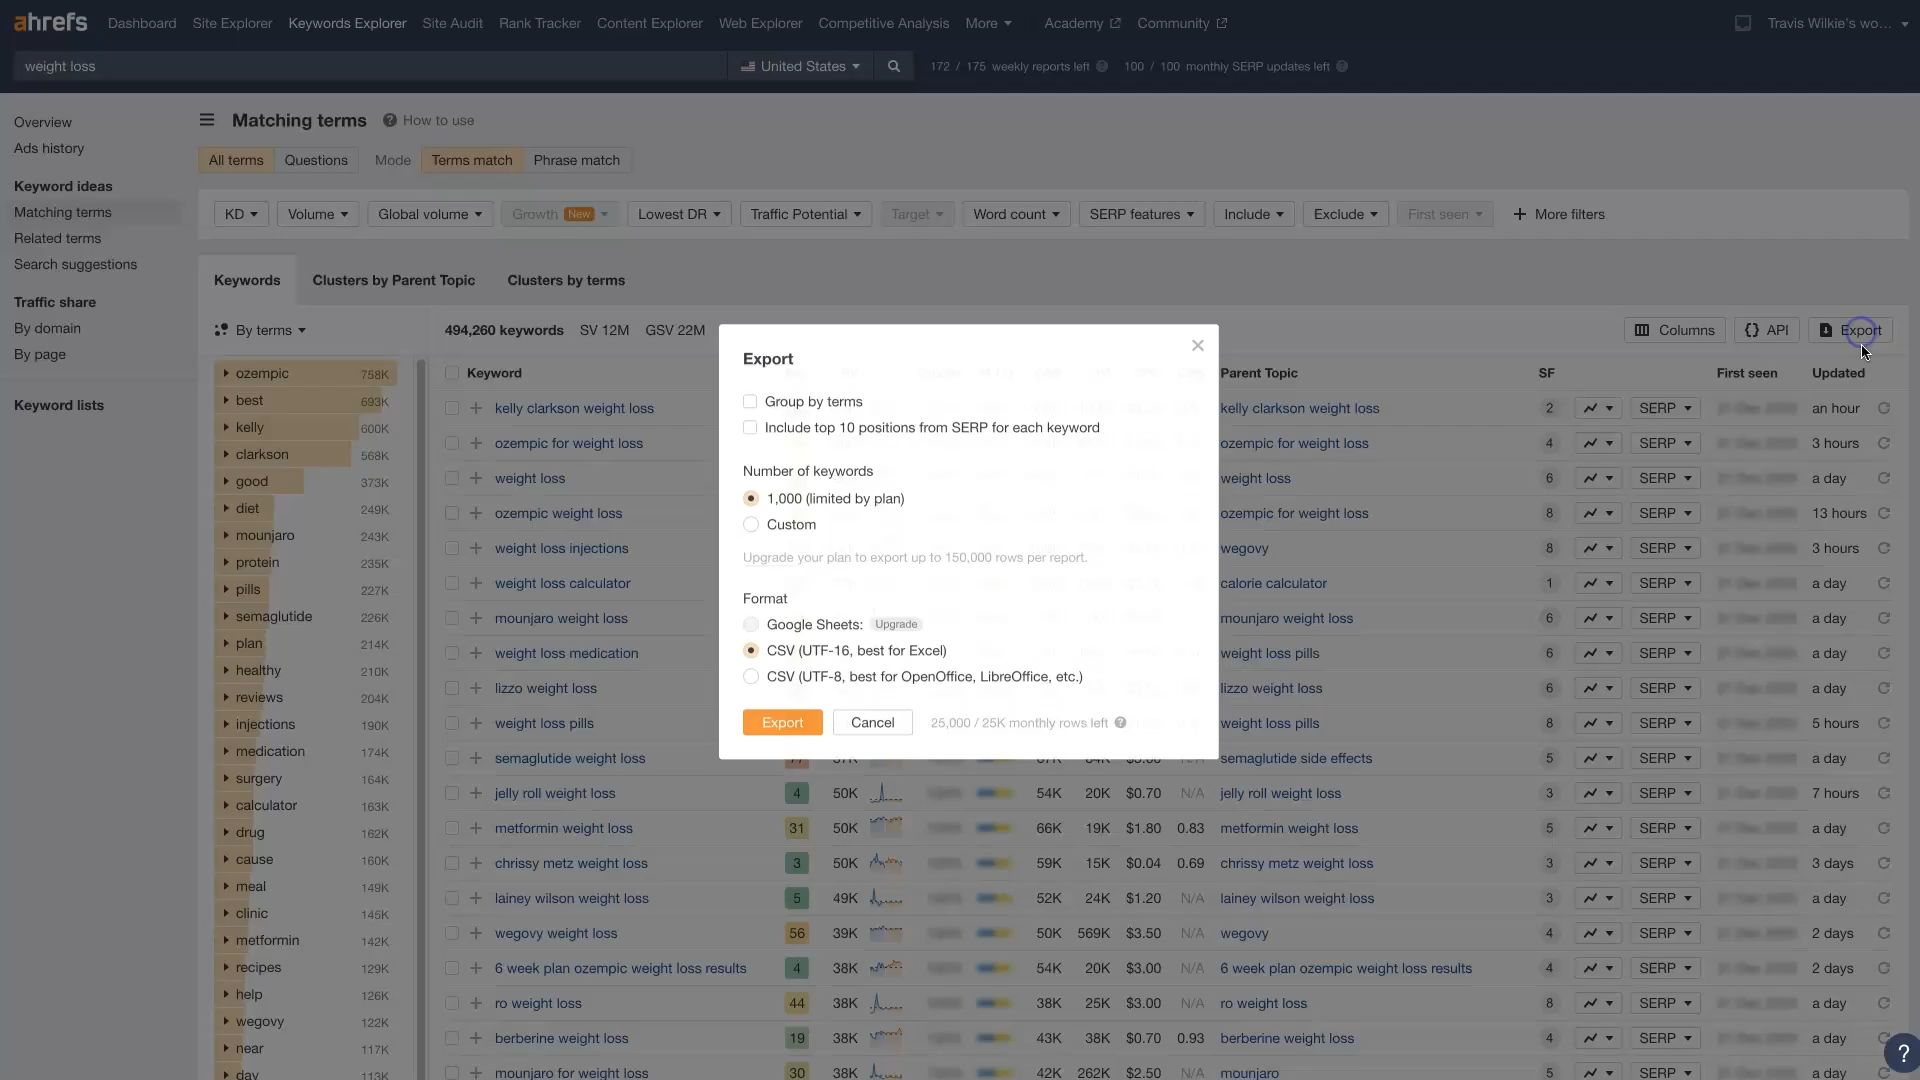 ahrefs Dashboard Site Explorer Keywords Explorer Site Audit Rank Tracker Content Explorer Web Explorer Competitive Analysis More Academy Community Travis Wilkie's wo...
weight loss United States 172 / 175 weekly reports left 100 / 100 monthly SERP updates left
Overview
Ads history
Keyword ideas
Matching terms
Related terms
Search suggestions
Traffic share
By domain
By page
Keyword lists
Matching terms How to use
All terms Questions Mode Terms match Phrase match
KD Volume Global volume Growth New Lowest DR Traffic Potential Target Word count SERP features Include Exclude First seen More filters
Keywords Clusters by Parent Topic Clusters by terms
By terms
ozempic 758K
best 693K
kelly 600K
clarkson 568K
good 373K
diet 249K
mounjaro 243K
protein 235K
pills 227K
semaglutide 226K
plan 214K
healthy 210K
reviews 204K
injections 190K
medication 174K
surgery 164K
calculator 163K
drug 162K
cause 160K
meal 149K
clinic 145K
metformin 142K
recipes 129K
help 126K
wegovy 122K
near 117K
day 113K
494,260 keywords SV 12M GSV 22M Columns API Export
Keyword Parent Topic SF First seen Updated
kelly clarkson weight loss kelly clarkson weight loss 2 SERP an hour
ozempic for weight loss ozempic for weight loss 4 SERP 3 hours
weight loss weight loss 6 SERP a day
ozempic weight loss ozempic for weight loss 8 SERP 13 hours
weight loss injections wegovy 8 SERP 3 hours
weight loss calculator calorie calculator 1 SERP a day
mounjaro weight loss mounjaro weight loss 6 SERP a day
weight loss medication weight loss pills 6 SERP a day
lizzo weight loss lizzo weight loss 6 SERP a day
weight loss pills weight loss pills 8 SERP 5 hours
semaglutide weight loss semaglutide side effects 5 SERP a day
jelly roll weight loss 4 50K 54K 20K $0.70 N/A jelly roll weight loss 3 SERP 7 hours
metformin weight loss 31 50K 66K 19K $1.80 0.83 metformin weight loss 5 SERP a day
chrissy metz weight loss 3 50K 59K 15K $0.04 0.69 chrissy metz weight loss 3 SERP 3 days
lainey wilson weight loss 5 49K 52K 24K $1.20 N/A lainey wilson weight loss 3 SERP a day
wegovy weight loss 56 39K 50K 569K $3.50 N/A wegovy 4 SERP 2 days
6 week plan ozempic weight loss results 4 38K 54K 20K $3.00 N/A 6 week plan ozempic weight loss results 4 SERP 2 days
ro weight loss 44 38K 38K 25K $3.00 N/A ro weight loss 8 SERP a day
berberine weight loss 19 38K 43K 38K $0.70 0.93 berberine weight loss 4 SERP a day
mounjaro for weight loss 30 38K 42K 262K $2.50 N/A mounjaro 5 SERP a day
Export
Group by terms
Include top 10 positions from SERP for each keyword
Number of keywords
1,000 (limited by plan)
Custom
Upgrade your plan to export up to 150,000 rows per report.
Format
Google Sheets: Upgrade
CSV (UTF-16, best for Excel)
CSV (UTF-8, best for OpenOffice, LibreOffice, etc.)
Export Cancel 25,000 / 25K monthly rows left
?